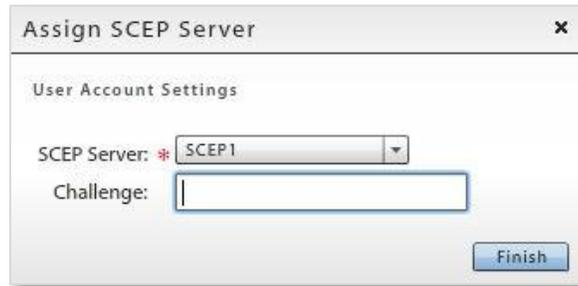 Assign SCEP Server
User Account Settings
SCEP Server: * SCEP1
Challenge:
Finish